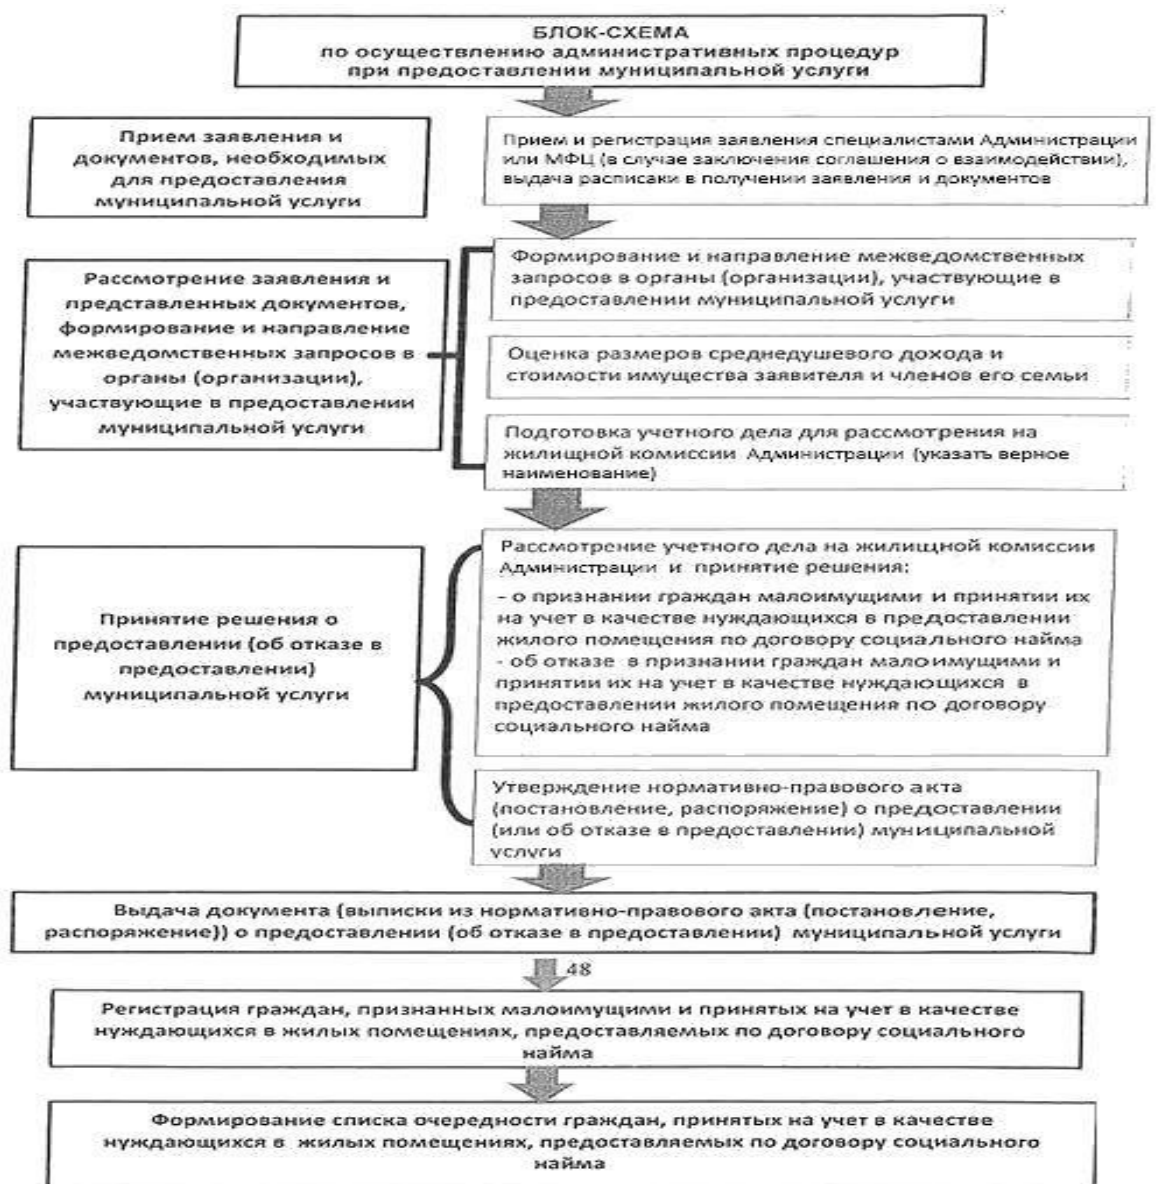 БЛОК-СХЕМА
по осуществлению административных процедур
при предоставлении муниципальной услуги
Прием заявления и
документов, необходимых
для предоставления
муниципальной услуги
Прием и регистрация заявления специалистами Администрации
или МФЦ (в случае заключения соглашения о взаимодействии),
выдача расписаки в получении заявления и документов
Рассмотрение заявления и
представленных документов,
формирование и направление
межведомственных запросов в
органы (организации),
участвующие в предоставлении
муниципальной услуги
Формирование и направление межведомственных
запросов в органы (организации), участвующие в
предоставлении муниципальной услуги
Оценка размеров среднедушевого дохода и
стоимости имущества заявителя и членов его семьи
Подготовка учетного дела для рассмотрения на
жилищной комиссии Администрации (указать верное
наименование)
Принятие решения о
предоставлении (об отказе в
предоставлении)
муниципальной услуги
Рассмотрение учетного дела на жилищной комиссии
Администрации и принятие решения:
- о признании граждан малоимущими и принятии их
на учет в качестве нуждающихся в предоставлении
жилого помещения по договору социального найма
- об отказе в признании граждан малоимущими и
принятии их на учет в качестве нуждающихся в
предоставлении жилого помещения по договору
социального найма
Утверждение нормативно-правового акта
(постановление, распоряжение) о предоставлении
(или об отказе в предоставлении) муниципальной
услуги
Выдача документа (выписки из нормативно-правового акта (постановление,
распоряжение)) о предоставлении (об отказе в предоставлении) муниципальной услуги
48
Регистрация граждан, признанных малоимущими и принятых на учет в качестве
нуждающихся в жилых помещениях, предоставляемых по договору социального
найма
Формирование списка очередности граждан, принятых на учет в качестве
нуждающихся в жилых помещениях, предоставляемых по договору социального
найма